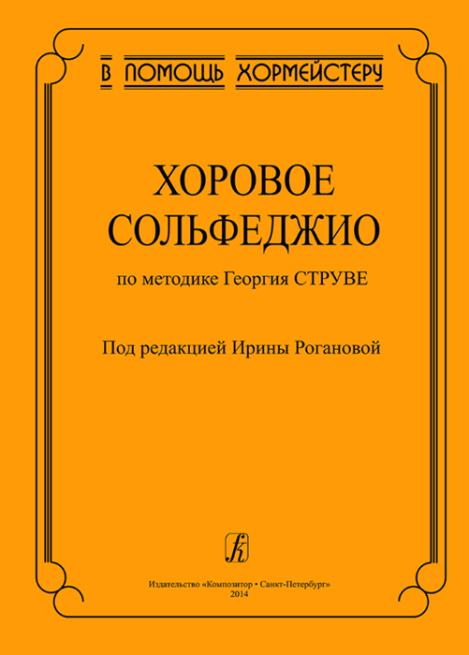 В ПОМОЩЬ ХОРМЕЙСТЕРУ
ХОРОВОЕ
СОЛЬФЕДЖИО
по методике Георгия СТРУВЕ
Под редакцией Ирины Рогановой
Издательство «Композитор • Санкт-Петербург»
2014